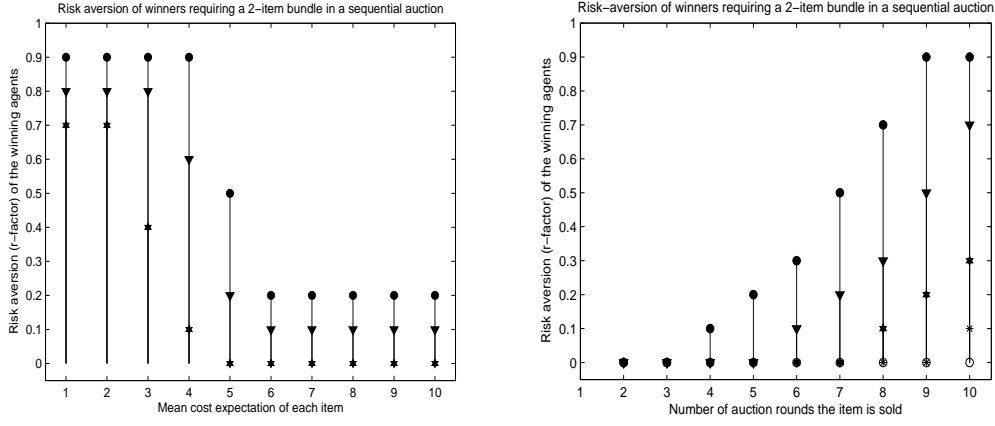 Risk aversion of winners requiring a 2-item bundle in a sequential auction
Risk aversion (r-factor) of the winning agents
1
0.9
0.8
0.7
0.6
0.5
0.4
0.3
0.2
0.1
0
1 2 3 4 5 6 7 8 9 10
Mean cost expectation of each item
Risk-aversion of winners requiring a 2-item bundle in a sequential auction
Risk aversion (r-factor) of the winning agents
1
0.9
0.8
0.7
0.6
0.5
0.4
0.3
0.2
0.1
0
1 2 3 4 5 6 7 8 9 10
Number of auction rounds the item is sold